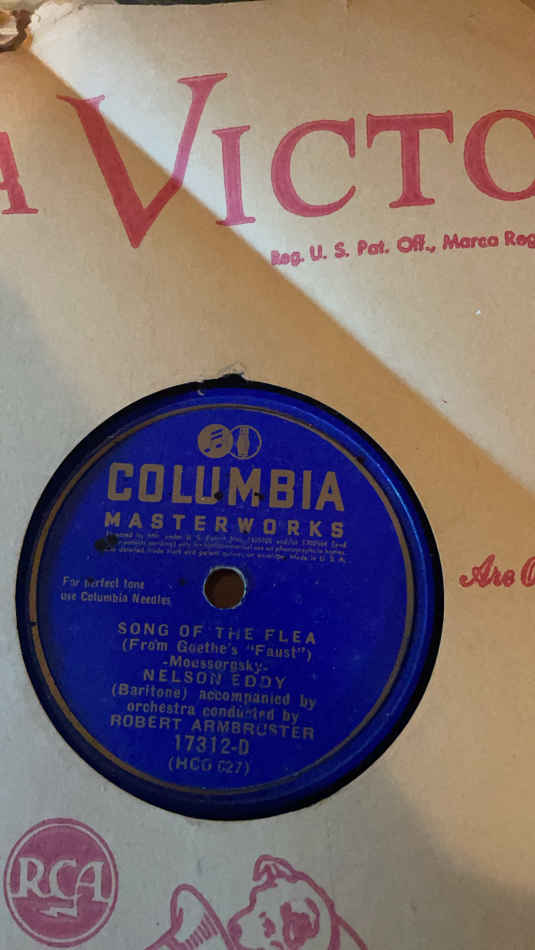 A VICTO
Reg. U. S. Pat. Off., Marca Reg
COLUMBIA
MASTERWORKS
For perfect tone
use Columbia Needles
SONG OF THE FLEA
(From Goethe's "Faust")
-Moussorgsky-
NELSON EDDY
(Baritone) accompanied by
orchestra conducted by
ROBERT ARMBRUSTER
17312-D
(HCO 627)
Are
RCA